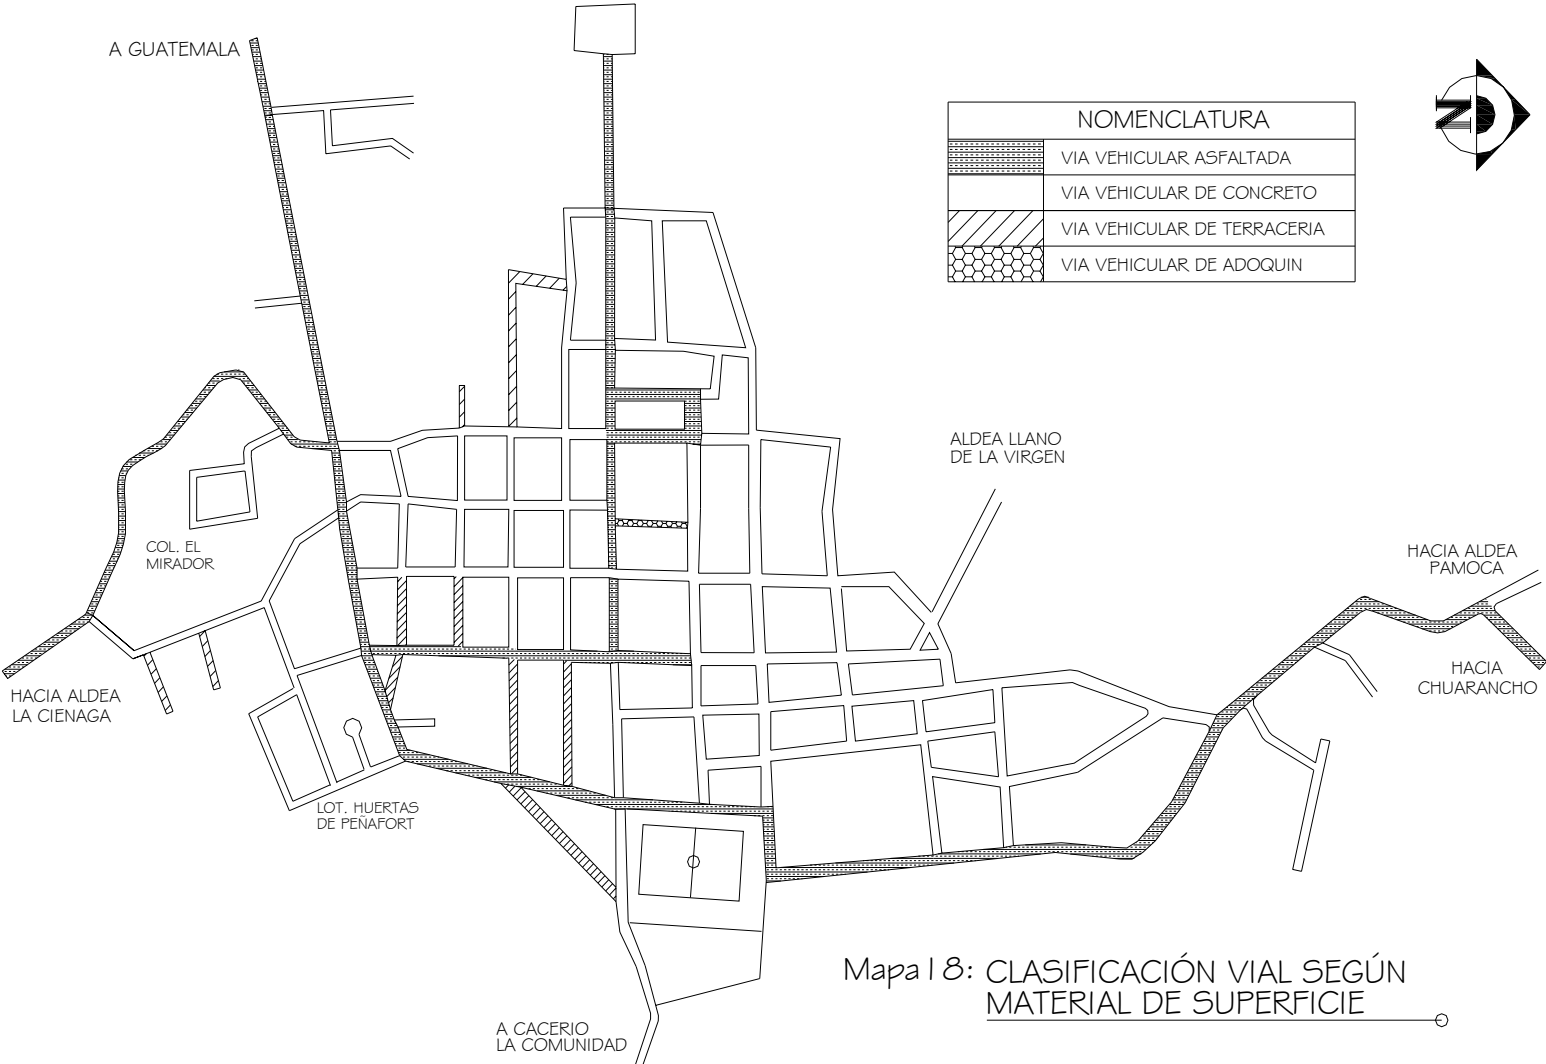 A GUATEMALA
N
NOMENCLATURA
VIA VEHICULAR ASFALTADA
VIA VEHICULAR DE CONCRETO
VIA VEHICULAR DE TERRACERIA
VIA VEHICULAR DE ADOQUIN
ALDEA LLANO
DE LA VIRGEN
COL. EL
MIRADOR
HACIA ALDEA
PAMOCA
HACIA
CHUARANCHO
HACIA ALDEA
LA CIENAGA
LOT. HUERTAS
DE PEÑAFORT
A CACERIO
LA COMUNIDAD
Mapa18: CLASIFICACIÓN VIAL SEGÚN
MATERIAL DE SUPERFICIE